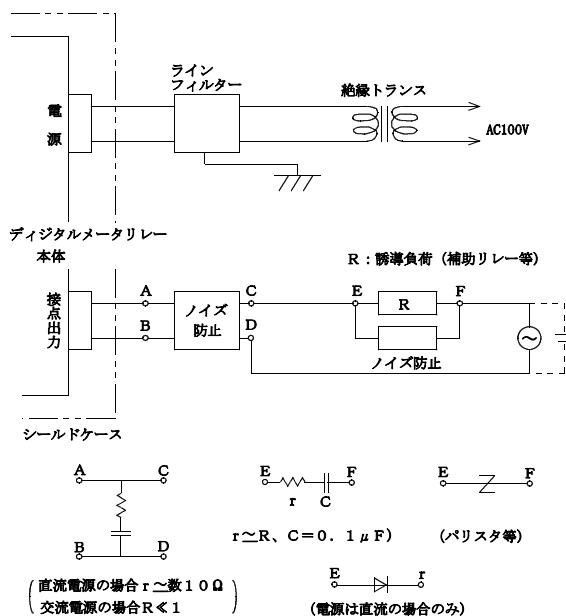 ライン
フィルター
絶縁トランス
電源
AC100V
ディジタルメータリレー
本体
R：誘導負荷（補助リレー等）
接点出力
A
B
ノイズ
防止
C
D
E
F
R
～
ノイズ防止
シールドケース
A
C
B
D
直流電源の場合r～数10Ω
交流電源の場合R≪1
E
F
r
C
r～R、C=0．1μF）
E
F
（バリスタ等）
E
r
（電源は直流の場合のみ）